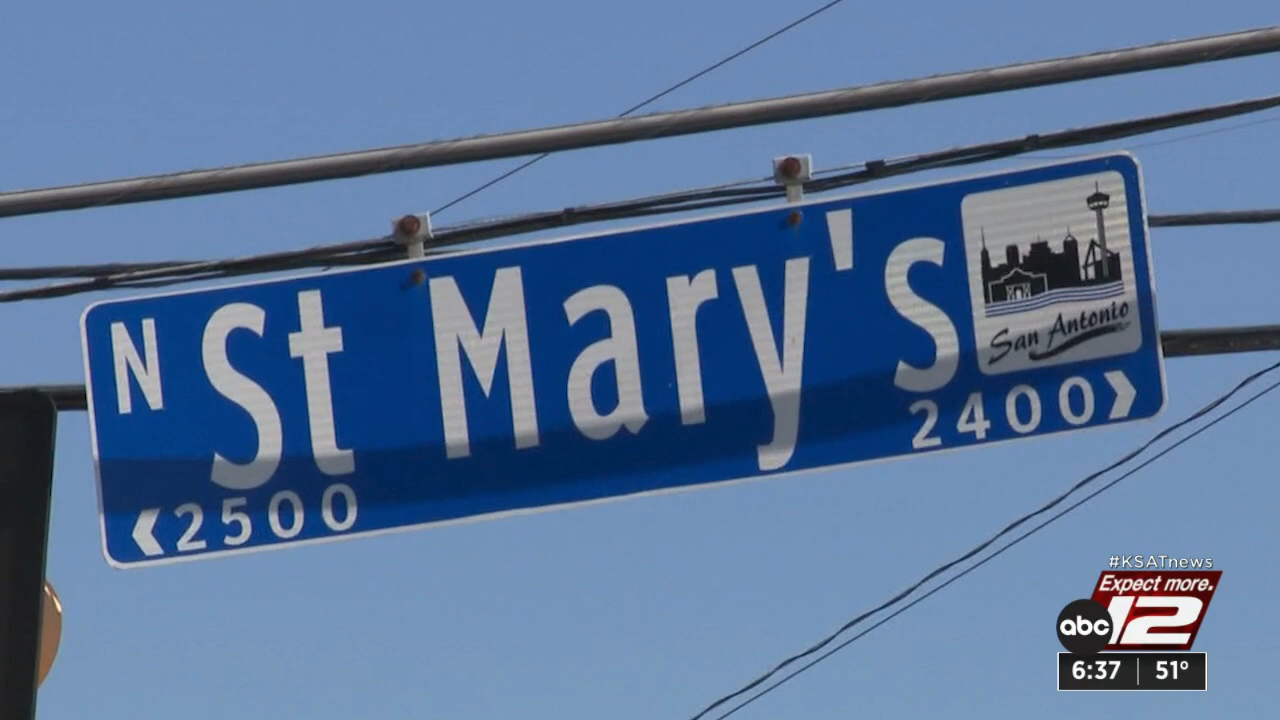 N St Mary's
San Antonio
<2500
2400>
#KSATnews
Expect more.
abc 12
6:37 | 51°